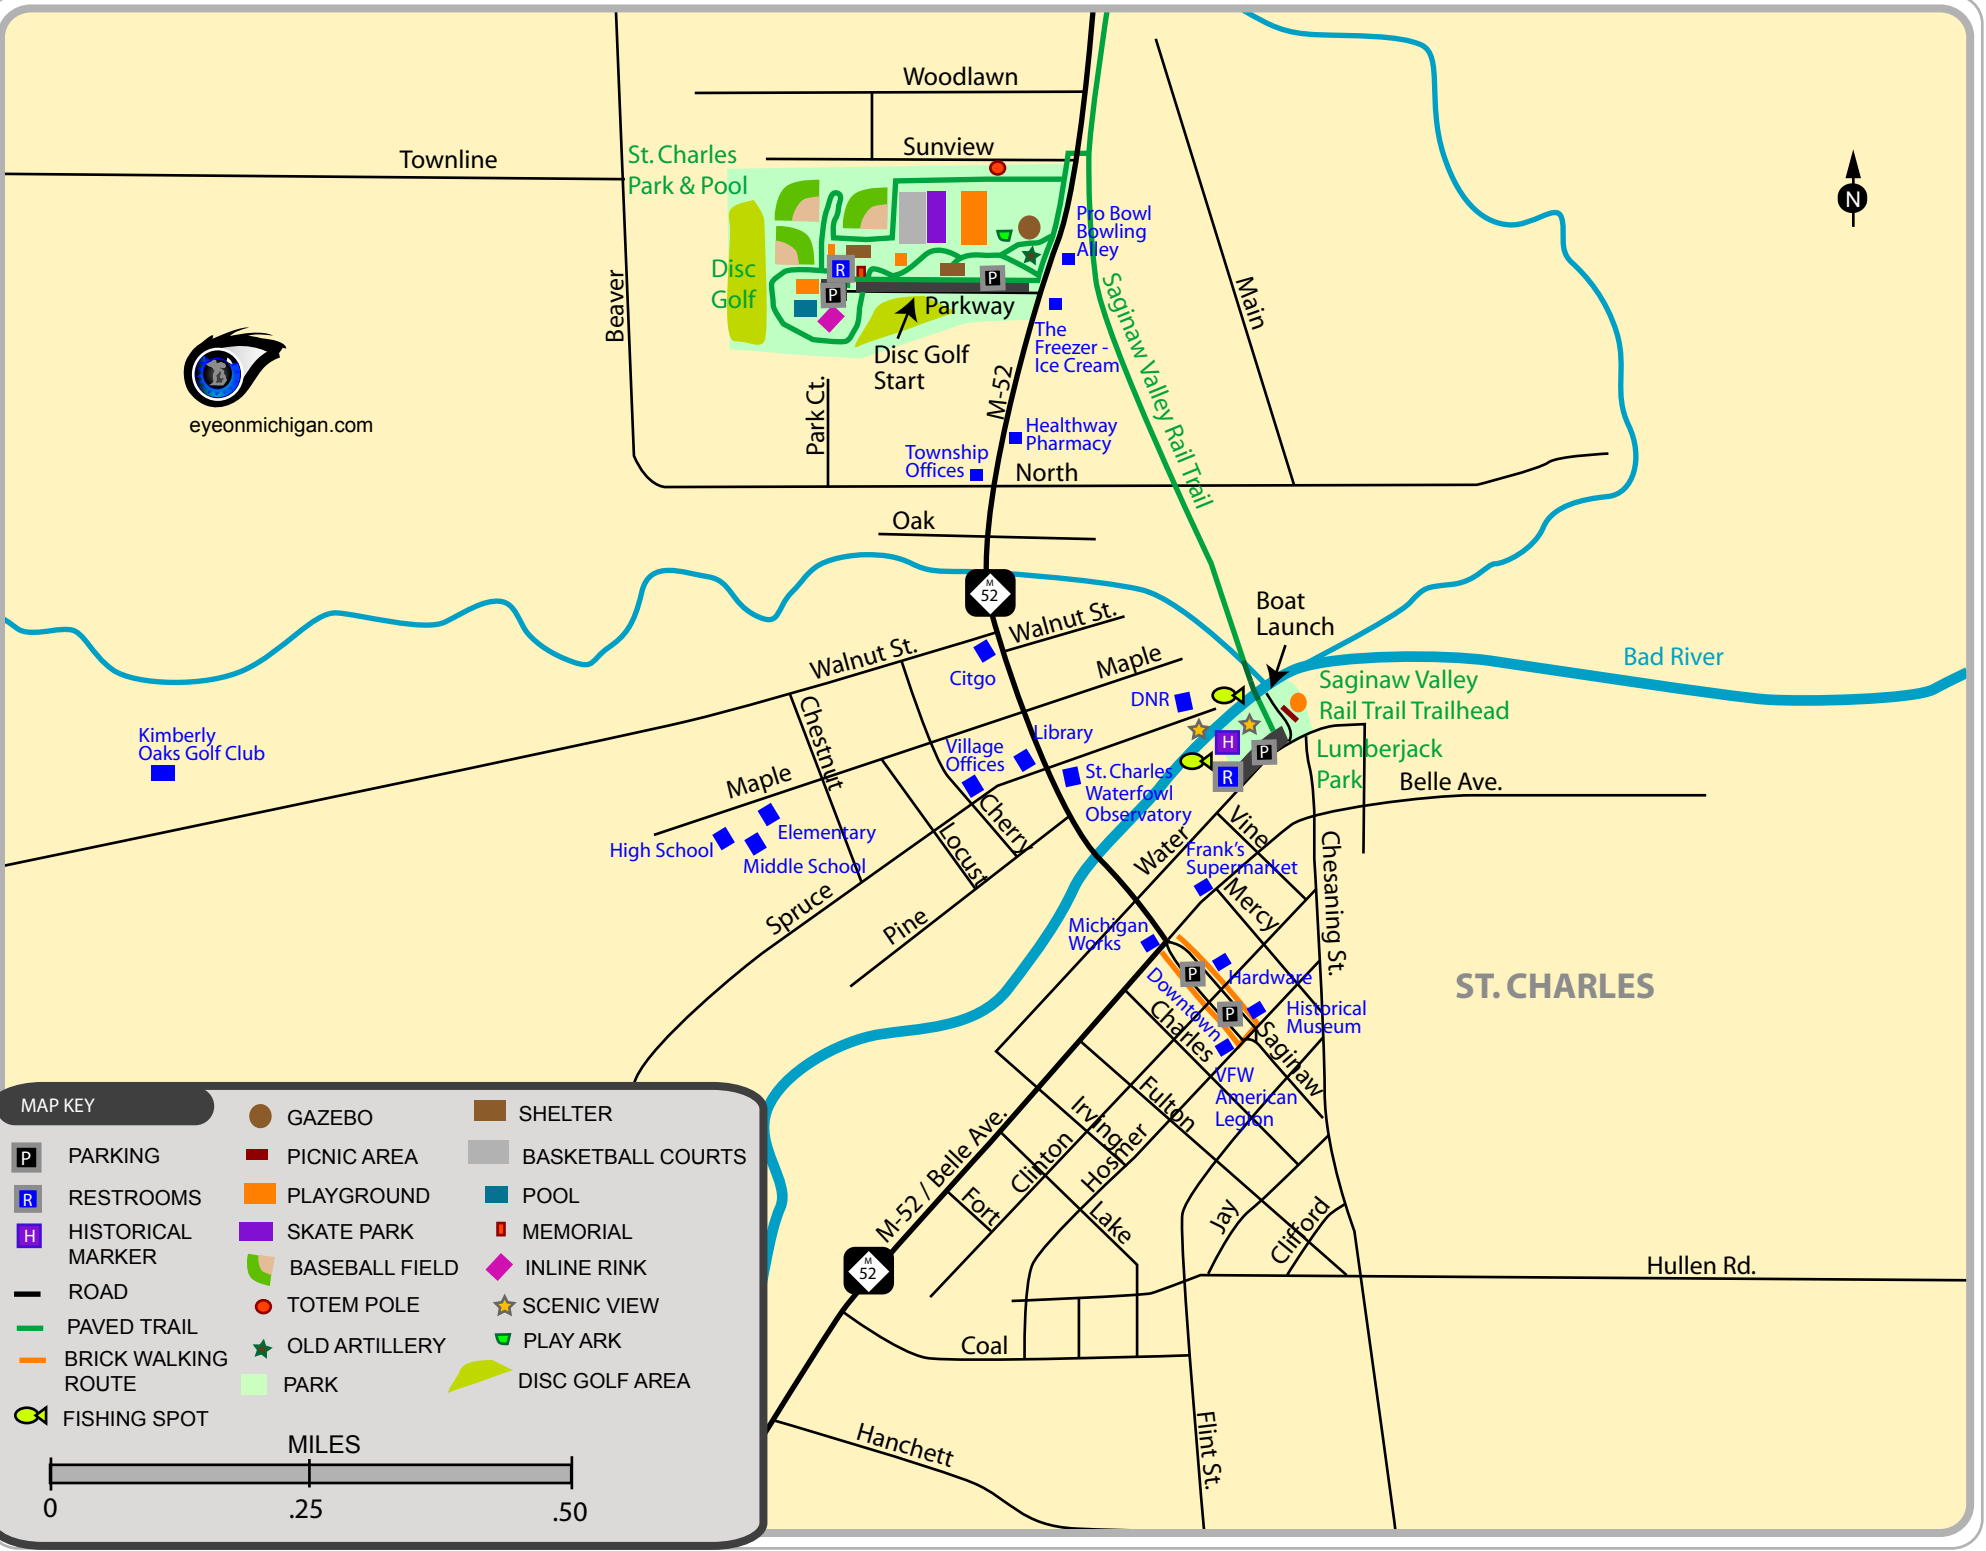 Woodlawn
Townline
Sunview
St. Charles
Park & Pool
N
Pro Bowl
Bowling
Alley
Disc
Golf
R
P
P
Parkway
Beaver
Main
Saginaw Valley Rail Trail
The
Freezer -
Ice Cream
Disc Golf
Start
M-52
Park Ct.
eyeonmichigan.com
Healthway
Pharmacy
Township
Offices
North
Oak
M
52
Walnut St.
Walnut St.
Boat
Launch
Maple
Bad River
Citgo
DNR
Saginaw Valley
Rail Trail Trailhead
Chestnut
Library
Village
Offices
H
P
R
Lumberjack
Park
Kimberly
Oaks Golf Club
Maple
St. Charles
Waterfowl
Observatory
Belle Ave.
Cherry
Vine
Elementary
High School
Middle School
Locust
Water
Frank's
Supermarket
Chesaning St.
Spruce
Pine
Mercy
Michigan
Works
P
Hardware
Downtown
ST. CHARLES
P
Historical
Museum
Charles
Saginaw
VFW
American
Legion
Fulton
Irving
Hosmer
Clinton
M-52 / Belle Ave.
Fort
Lake
Jay
Clifford
M
52
Hullen Rd.
Coal
Flint St.
Hanchett
MAP KEY
P PARKING
R RESTROOMS
H HISTORICAL
MARKER
ROAD
PAVED TRAIL
BRICK WALKING
ROUTE
FISHING SPOT
GAZEBO
PICNIC AREA
PLAYGROUND
SKATE PARK
BASEBALL FIELD
TOTEM POLE
OLD ARTILLERY
PARK
SHELTER
BASKETBALL COURTS
POOL
MEMORIAL
INLINE RINK
SCENIC VIEW
PLAY ARK
DISC GOLF AREA
MILES
0 .25 .50